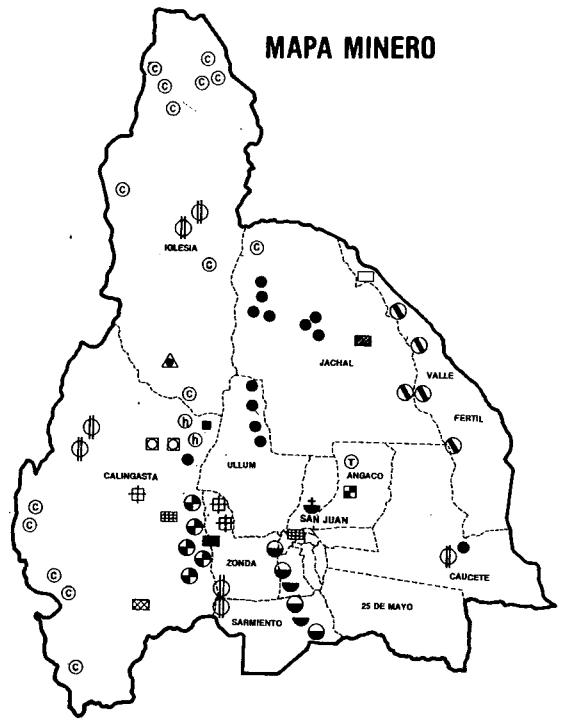 MAPA MINERO
C
C
C
C
C
C
C
IGLESIA
C
C
JACHAL
VALLE
FERTIL
C
h
h
CALINGASTA
ULLUM
T
ANGACO
SAN JUAN
C
C
ZONDA
CAUCETE
C
C
25 DE MAYO
SARMIENTO
C